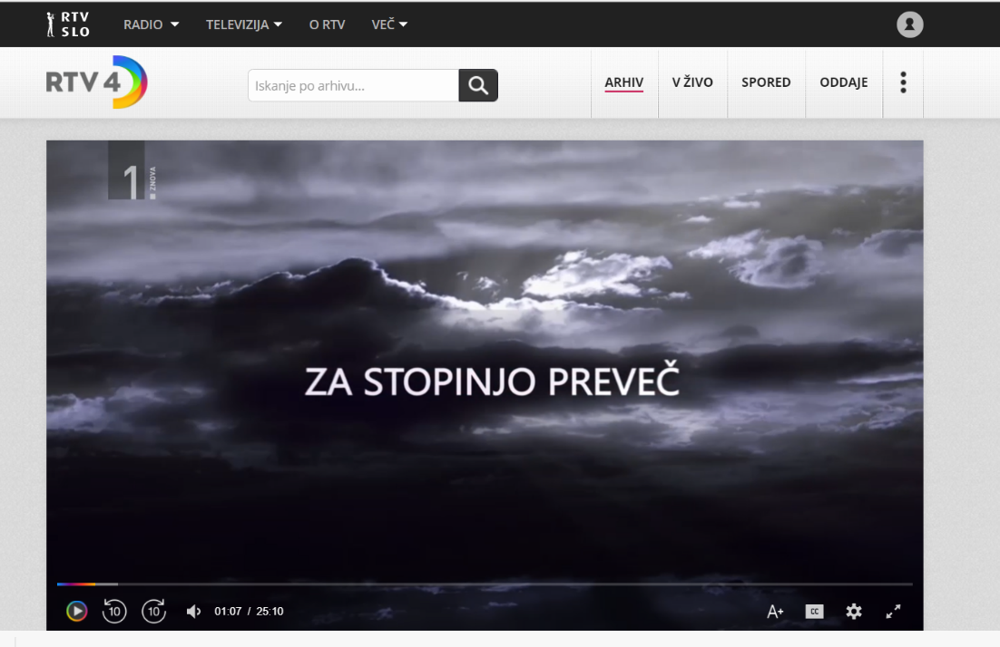 RTV
SLO
RADIO
TELEVIZIJA
O RTV
VEČ
RTV 4
Iskanje po arhivu...
ARHIV
V ŽIVO
SPORED
ODDAJE
1
ZNOVA
ZA STOPINJO PREVEČ
10
10
01:07 / 25:10
A+
CC